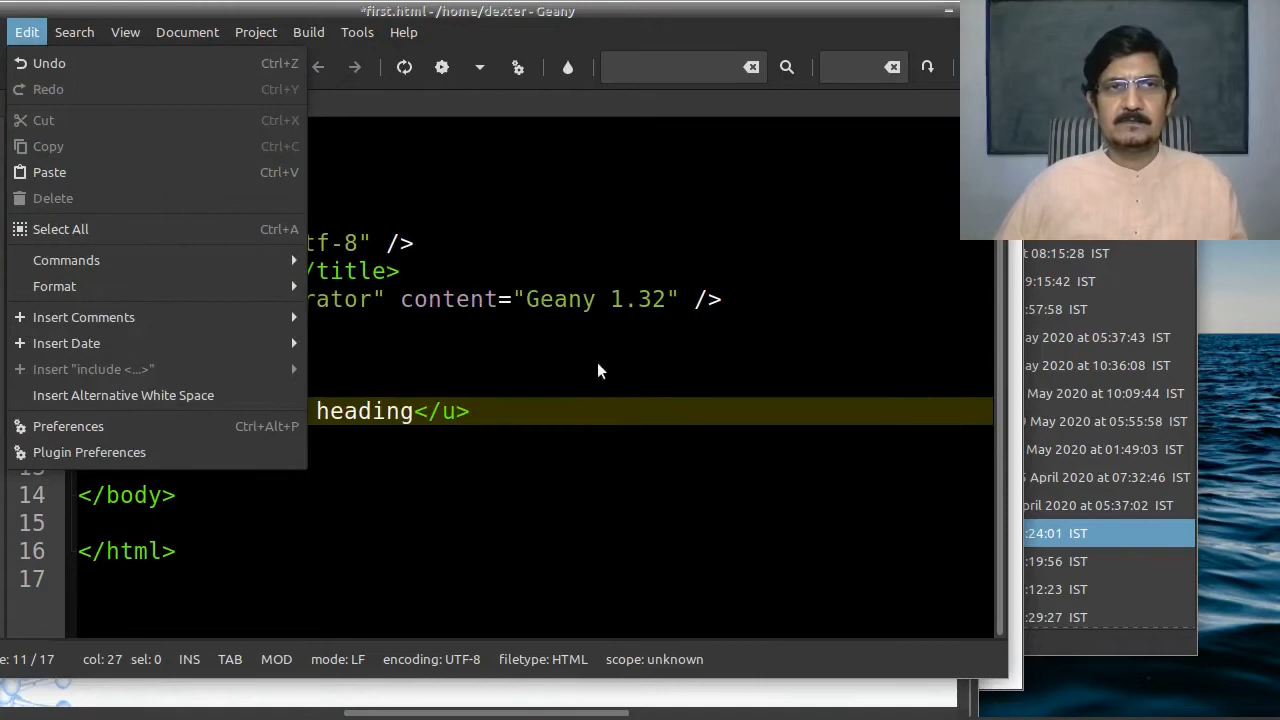 *first.html - /home/dexter - Geany
Edit Search View Document Project Build Tools Help
Undo Ctrl+Z
Redo Ctrl+Y
Cut Ctrl+X
Copy Ctrl+C
Paste Ctrl+V
Delete
Select All Ctrl+A
Commands
Format
Insert Comments
Insert Date
Insert "include <...>"
Insert Alternative White Space
Preferences Ctrl+Alt+P
Plugin Preferences
tf-8" />
/title>
rator" content="Geany 1.32" />
heading</u>
13
14 </body>
15
16 </html>
17
e: 11 / 17 col: 27 sel: 0 INS TAB MOD mode: LF encoding: UTF-8 filetype: HTML scope: unknown
at 08:15:28 IST
9:15:42 IST
:57:58 IST
ay 2020 at 05:37:43 IST
ay 2020 at 10:36:08 IST
May 2020 at 10:09:44 IST
May 2020 at 05:55:58 IST
May 2020 at 01:49:03 IST
April 2020 at 07:32:46 IST
pril 2020 at 05:37:02 IST
:24:01 IST
:19:56 IST
:12:23 IST
:29:27 IST